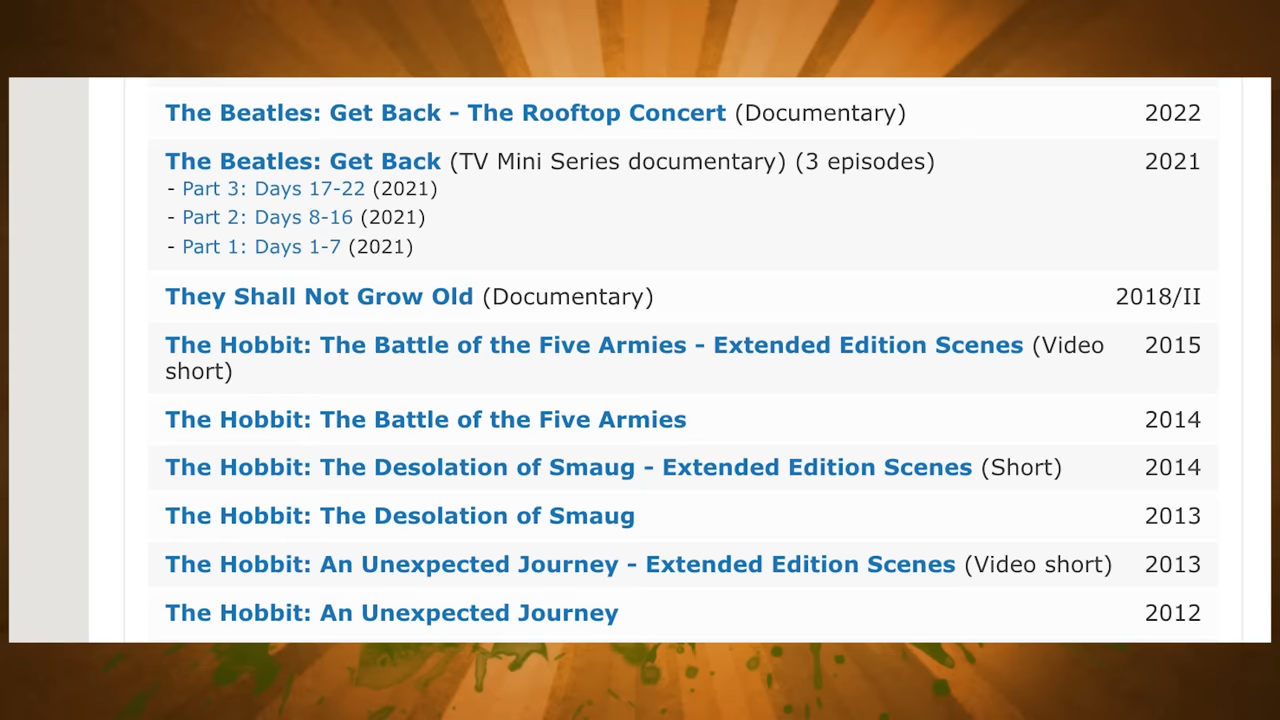 The Beatles: Get Back - The Rooftop Concert (Documentary) 2022
The Beatles: Get Back (TV Mini Series documentary) (3 episodes) 2021
- Part 3: Days 17-22 (2021)
- Part 2: Days 8-16 (2021)
- Part 1: Days 1-7 (2021)
They Shall Not Grow Old (Documentary) 2018/II
The Hobbit: The Battle of the Five Armies - Extended Edition Scenes (Video 2015
short)
The Hobbit: The Battle of the Five Armies 2014
The Hobbit: The Desolation of Smaug - Extended Edition Scenes (Short) 2014
The Hobbit: The Desolation of Smaug 2013
The Hobbit: An Unexpected Journey - Extended Edition Scenes (Video short) 2013
The Hobbit: An Unexpected Journey 2012